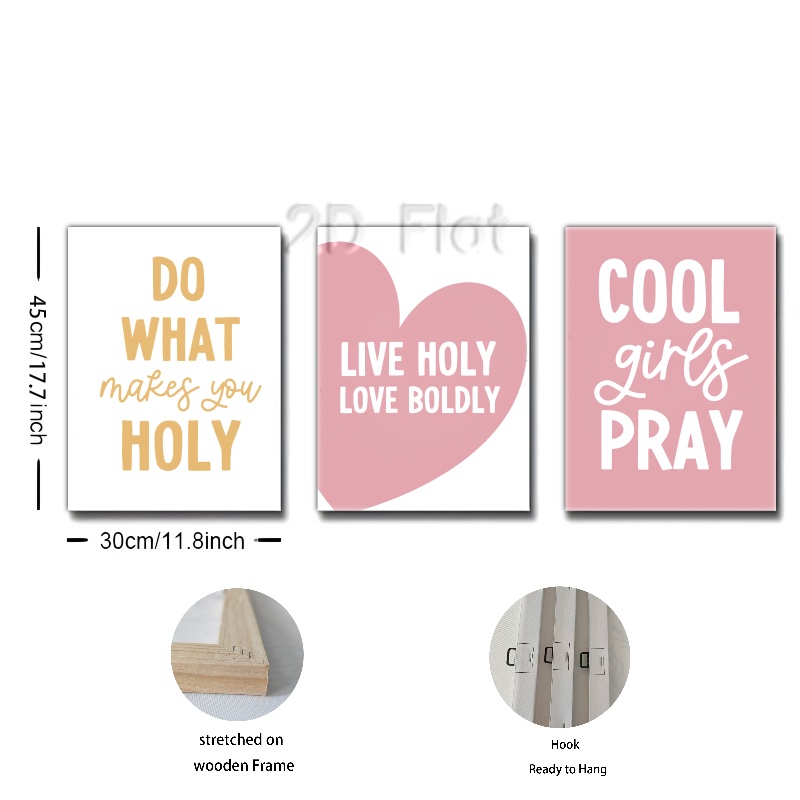 2D Flat
45cm/17.7inch
DO
WHAT
makes you
HOLY
LIVE HOLY
LOVE BOLDLY
COOL
girls
PRAY
30cm/11.8inch
stretched on
wooden Frame
Hook
Ready to Hang